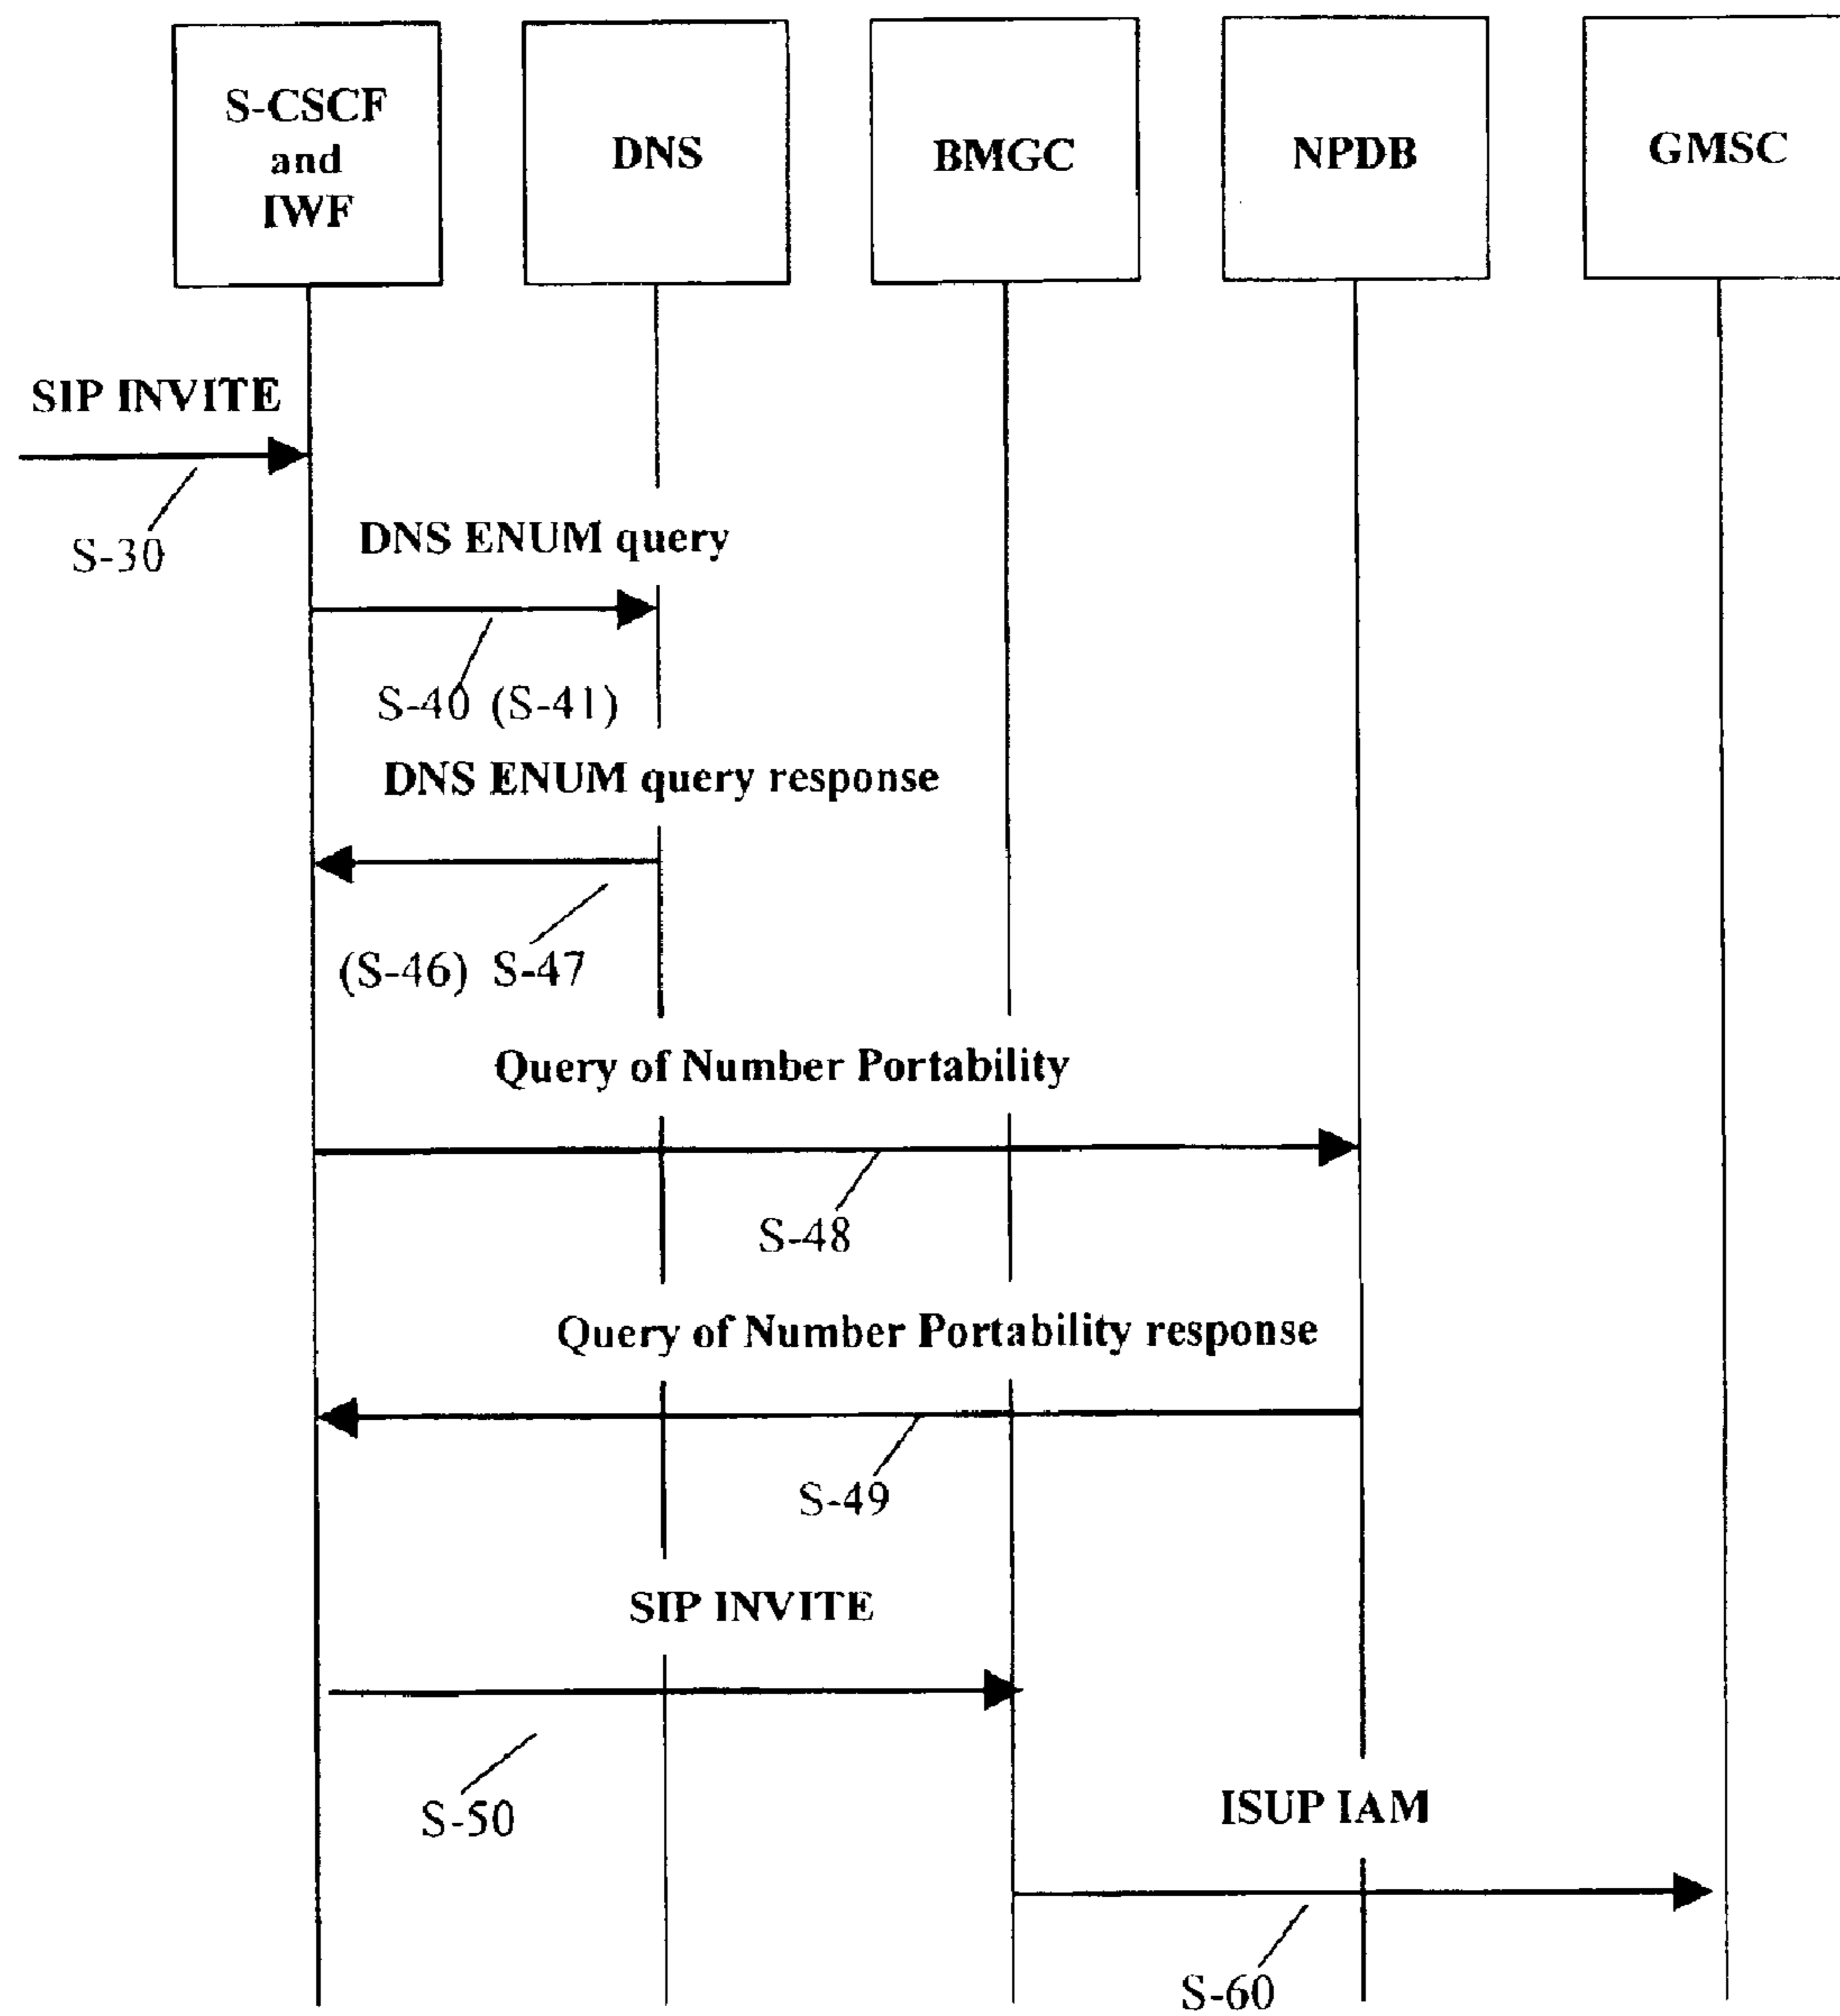 S-CSCF
and
IWF
DNS
BMGC
NPDB
GMSC
SIP INVITE
S-30
DNS ENUM query
S-40 (S-41)
DNS ENUM query response
(S-46) S-47
Query of Number Portability
S-48
Query of Number Portability response
S-49
SIP INVITE
S-50
ISUP IAM
S-60